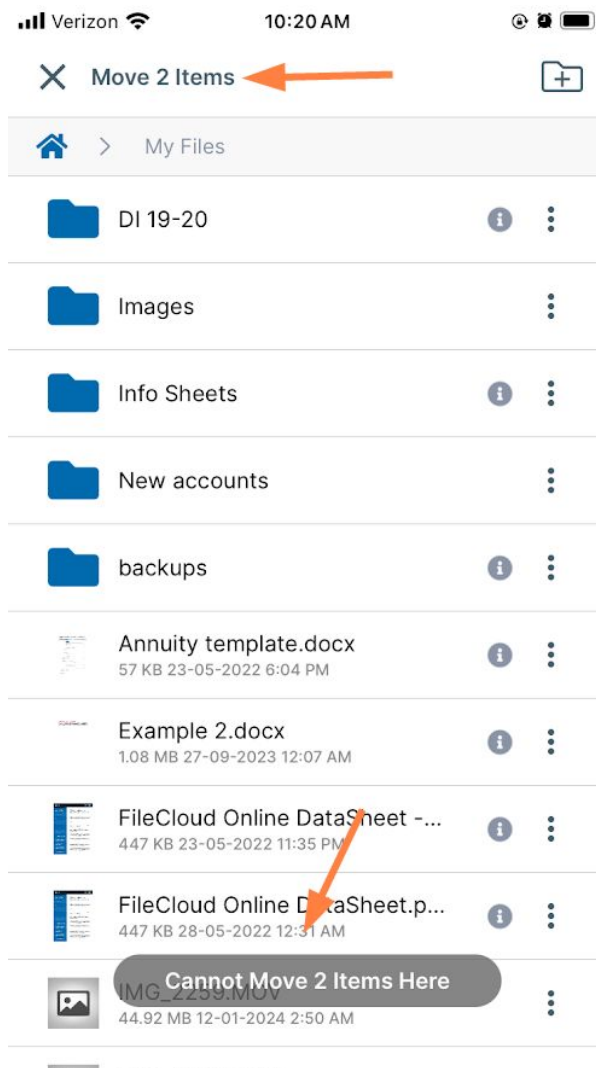 Verizon 10:20 AM
Move 2 Items
My Files
DI 19-20
Images
Info Sheets
New accounts
backups
Annuity template.docx
57 KB 23-05-2022 6:04 PM
Example 2.docx
1.08 MB 27-09-2023 12:07 AM
FileCloud Online DataSheet -...
447 KB 23-05-2022 11:35 PM
FileCloud Online DataSheet.p...
447 KB 28-05-2022 12:31 AM
Cannot Move 2 Items Here
IMG_2259.MOV
44.92 MB 12-01-2024 2:50 AM